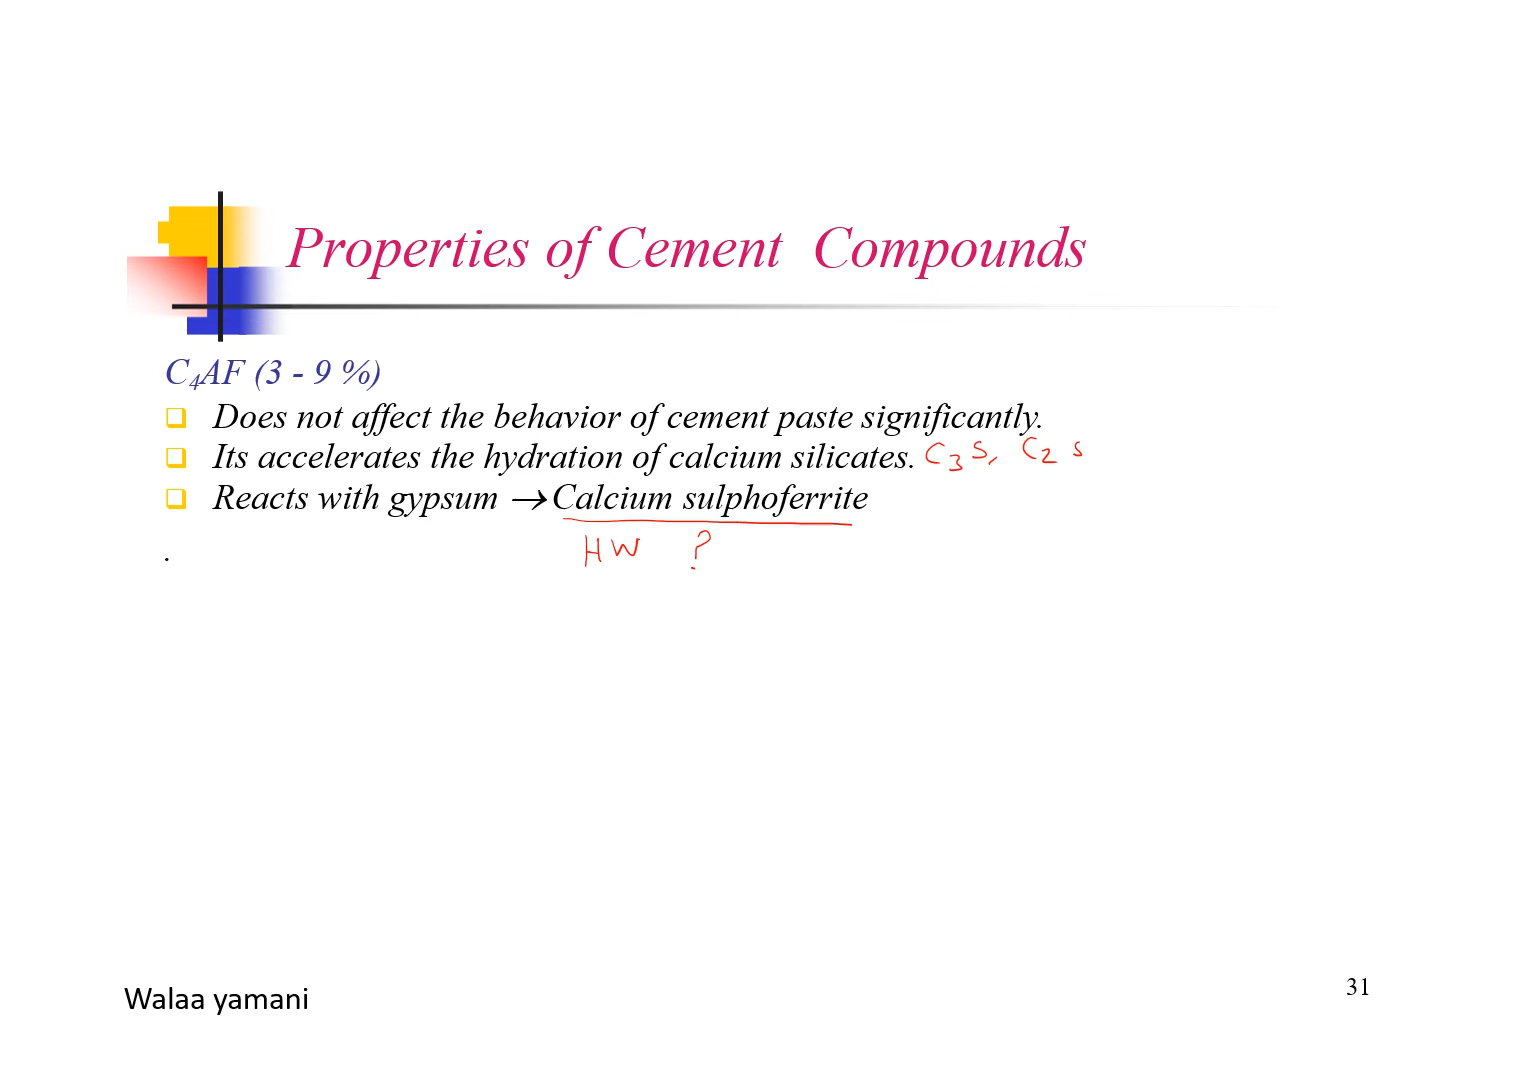 Properties of Cement Compounds
C₄AF (3 - 9 %)
❑ Does not affect the behavior of cement paste significantly.
❑ Its accelerates the hydration of calcium silicates. C₃S, C₂S
❑ Reacts with gypsum → Calcium sulphoferrite
HW ?
.
Walaa yamani
31